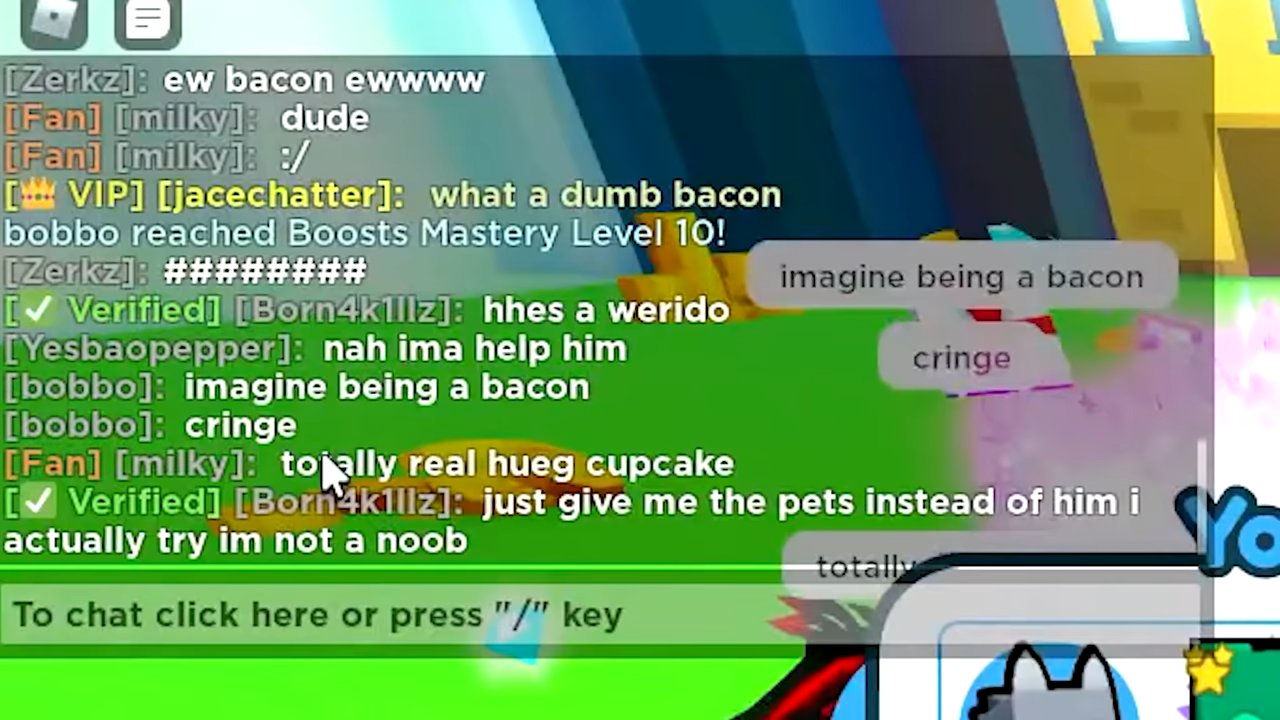 [Zerkz]: ew bacon ewwww
[Fan] [milky]: dude
[Fan] [milky]: :/
[👑 VIP] [jacechatter]: what a dumb bacon
bobbo reached Boosts Mastery Level 10!
[Zerkz]: ########
[✓ Verified] [Born4k1llz]: hhes a werido
[Yesbaopepper]: nah ima help him
[bobbo]: imagine being a bacon
[bobbo]: cringe
[Fan] [milky]: totally real hueg cupcake
[✓ Verified] [Born4k1llz]: just give me the pets instead of him i
actually try im not a noob
To chat click here or press "/" key
imagine being a bacon
cringe
totally
Yo